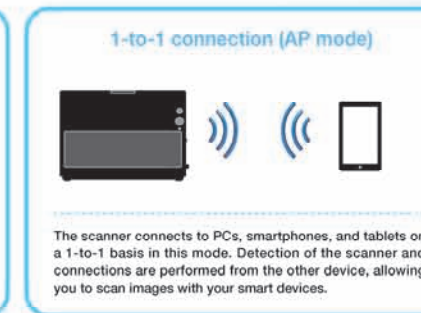 1-to-1 connection (AP mode)
The scanner connects to PCs, smartphones, and tablets on
a 1-to-1 basis in this mode. Detection of the scanner and
connections are performed from the other device, allowing
you to scan images with your smart devices.